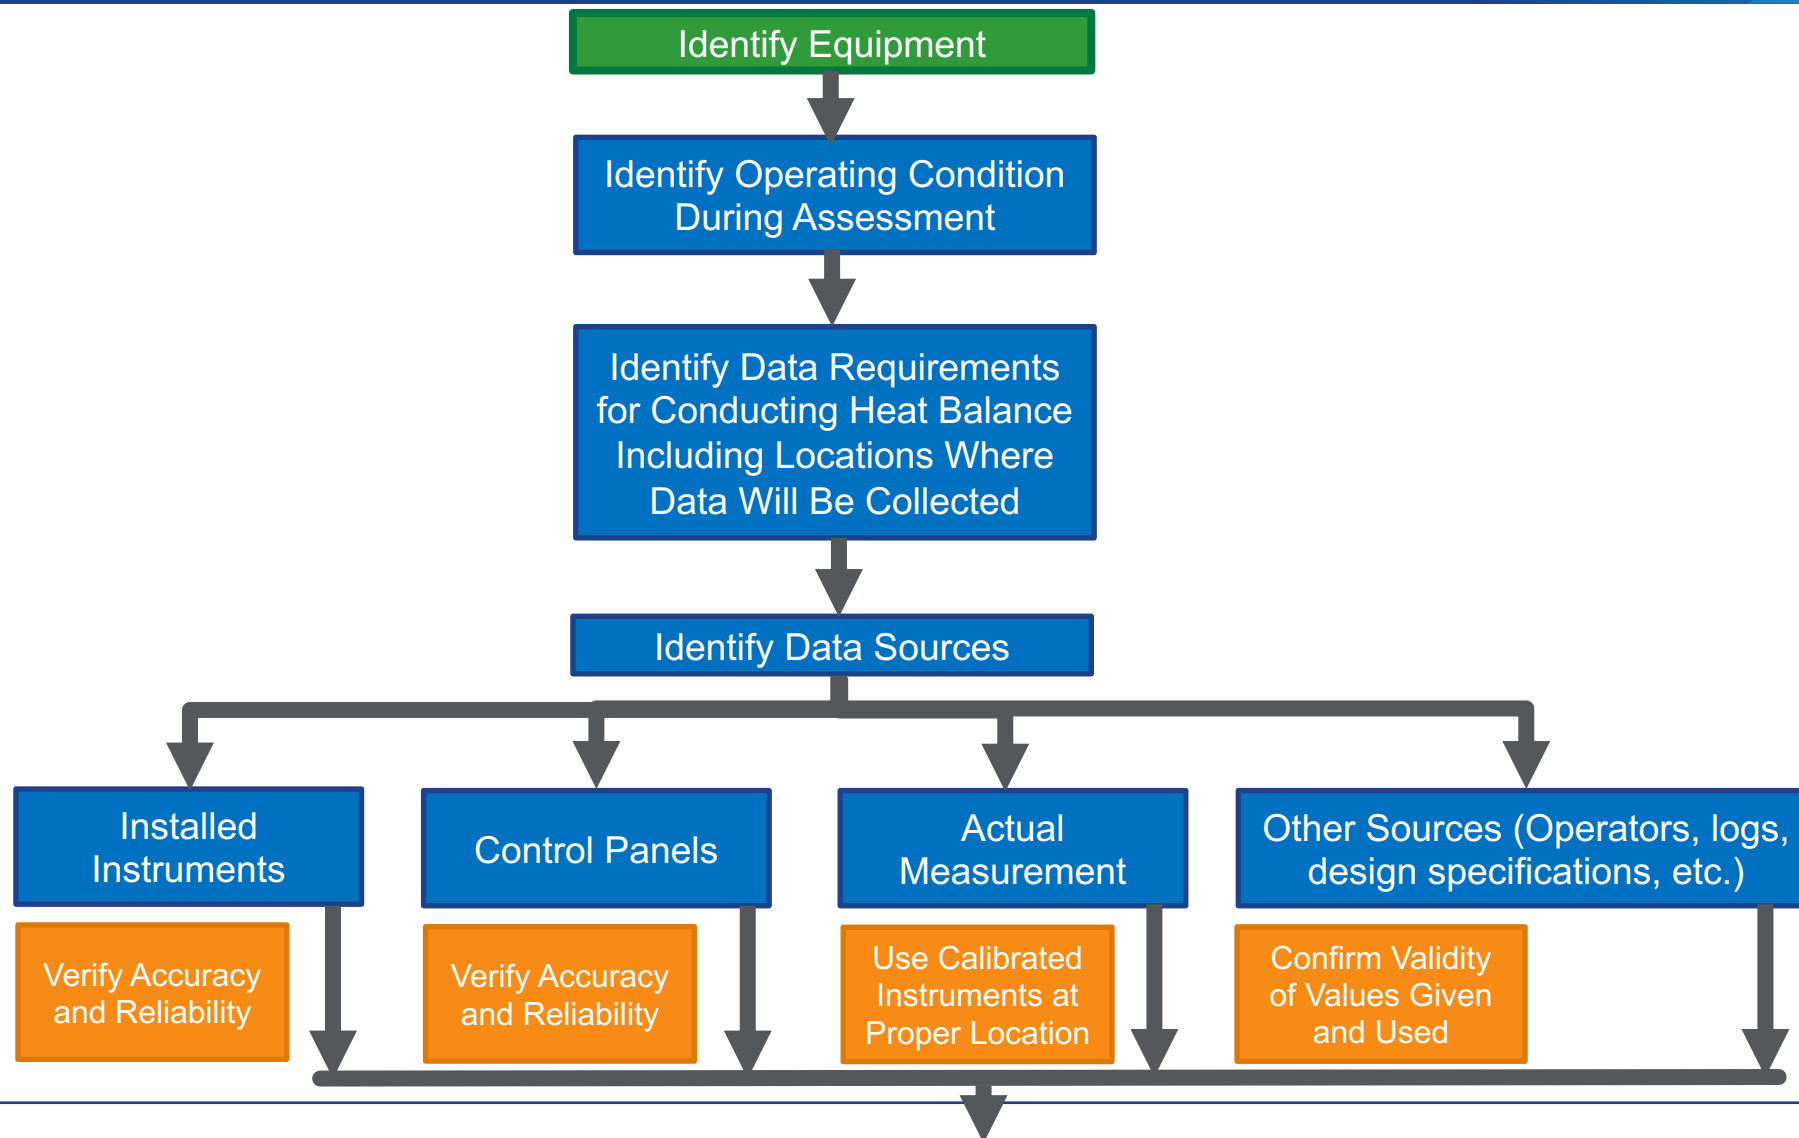 Identify Equipment
Identify Operating Condition
During Assessment
Identify Data Requirements
for Conducting Heat Balance
Including Locations Where
Data Will Be Collected
Identify Data Sources
Installed
Instruments
Control Panels
Actual
Measurement
Other Sources (Operators, logs,
design specifications, etc.)
Verify Accuracy
and Reliability
Verify Accuracy
and Reliability
Use Calibrated
Instruments at
Proper Location
Confirm Validity
of Values Given
and Used